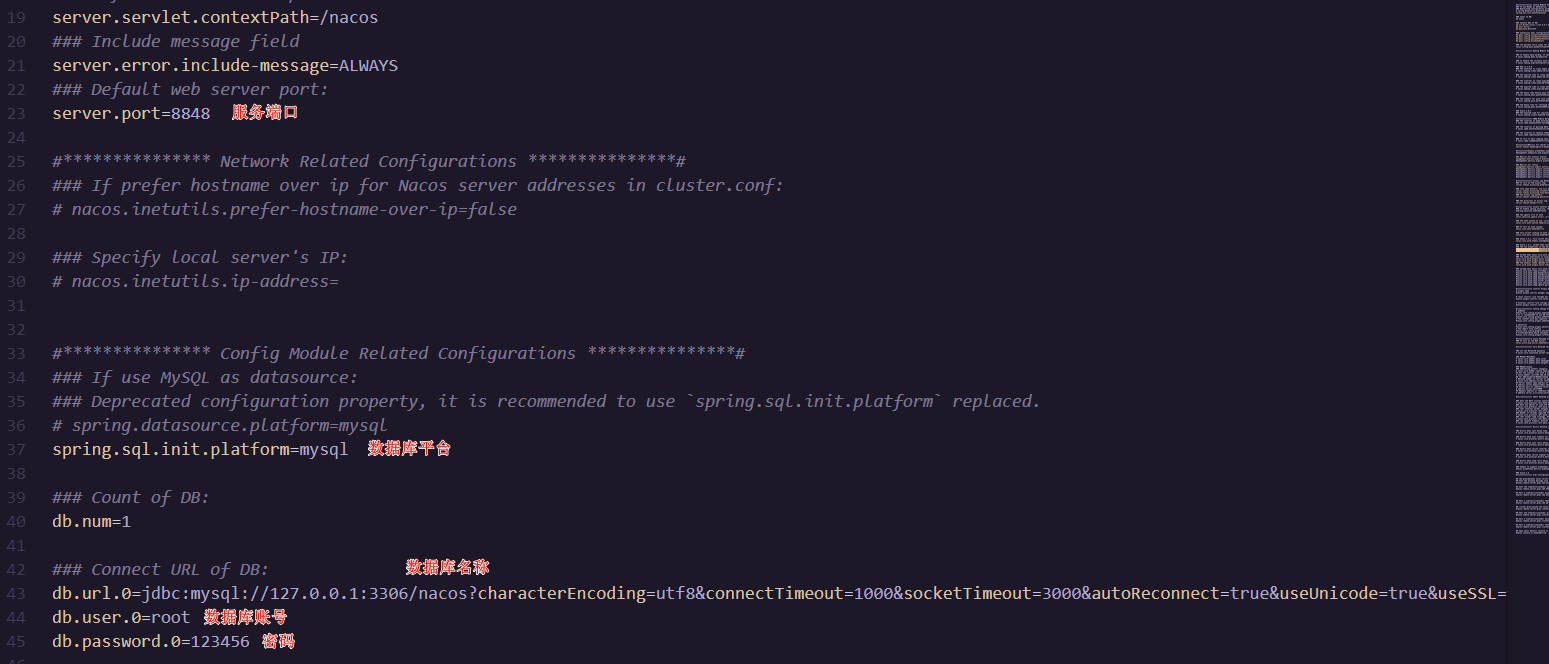 19 server.servlet.contextPath=/nacos
20 ### Include message field
21 server.error.include-message=ALWAYS
22 ### Default web server port:
23 server.port=8848 服务端口
24
25 #*************** Network Related Configurations ***************#
26 ### If prefer hostname over ip for Nacos server addresses in cluster.conf:
27 # nacos.inetutils.prefer-hostname-over-ip=false
28
29 ### Specify local server's IP:
30 # nacos.inetutils.ip-address=
31
32
33 #*************** Config Module Related Configurations ***************#
34 ### If use MySQL as datasource:
35 ### Deprecated configuration property, it is recommended to use `spring.sql.init.platform` replaced.
36 # spring.datasource.platform=mysql
37 spring.sql.init.platform=mysql 数据库平台
38
39 ### Count of DB:
40 db.num=1
41
42 ### Connect URL of DB: 数据库名称
43 db.url.0=jdbc:mysql://127.0.0.1:3306/nacos?characterEncoding=utf8&connectTimeout=1000&socketTimeout=3000&autoReconnect=true&useUnicode=true&useSSL=
44 db.user.0=root 数据库账号
45 db.password.0=123456 密码